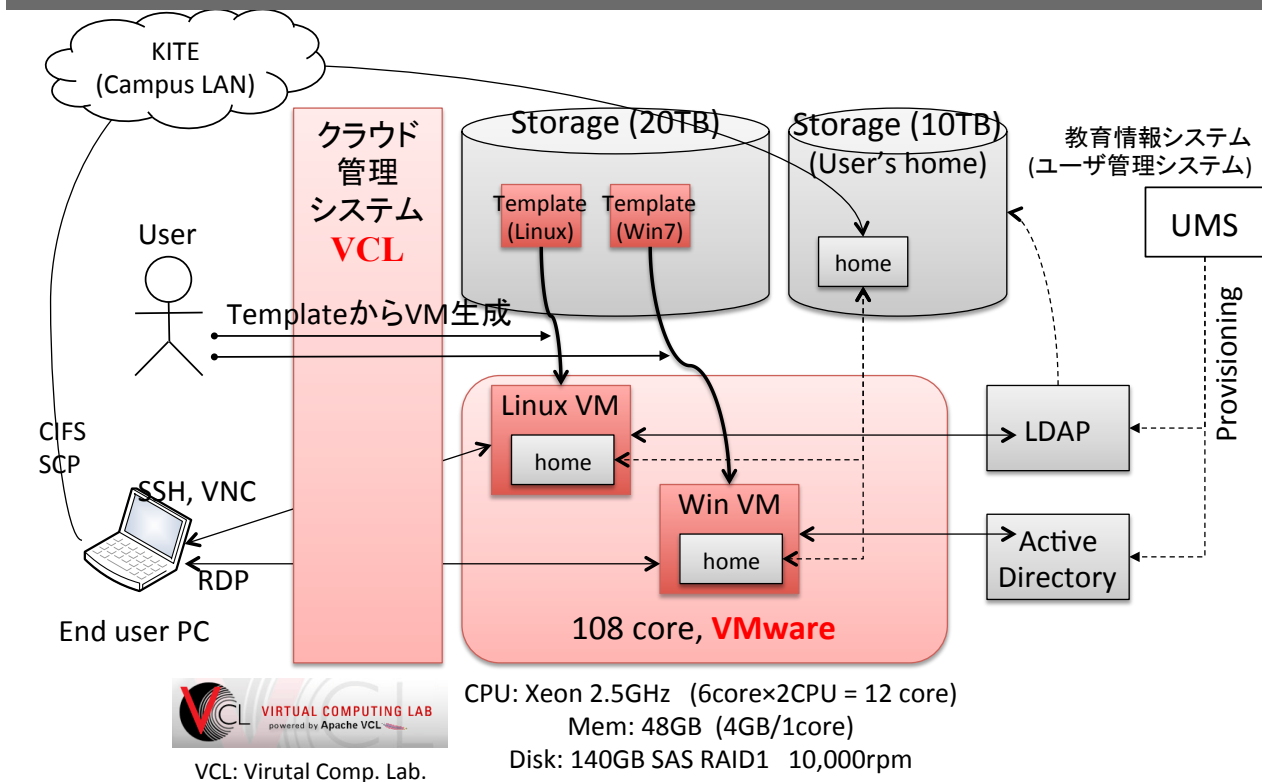 KITE
(Campus LAN)
クラウド
管理
システム
VCL
Storage (20TB)
Template
(Linux)
Template
(Win7)
Storage (10TB)
(User's home)
home
教育情報システム
(ユーザ管理システム)
UMS
Provisioning
User
TemplateからVM生成
Linux VM
home
Win VM
home
LDAP
Active
Directory
CIFS
SCP
SSH, VNC
RDP
End user PC
108 core, VMware
VCL VIRTUAL COMPUTING LAB
powered by Apache VCL
VCL: Virutal Comp. Lab.
CPU: Xeon 2.5GHz (6core×2CPU = 12 core)
Mem: 48GB (4GB/1core)
Disk: 140GB SAS RAID1 10,000rpm